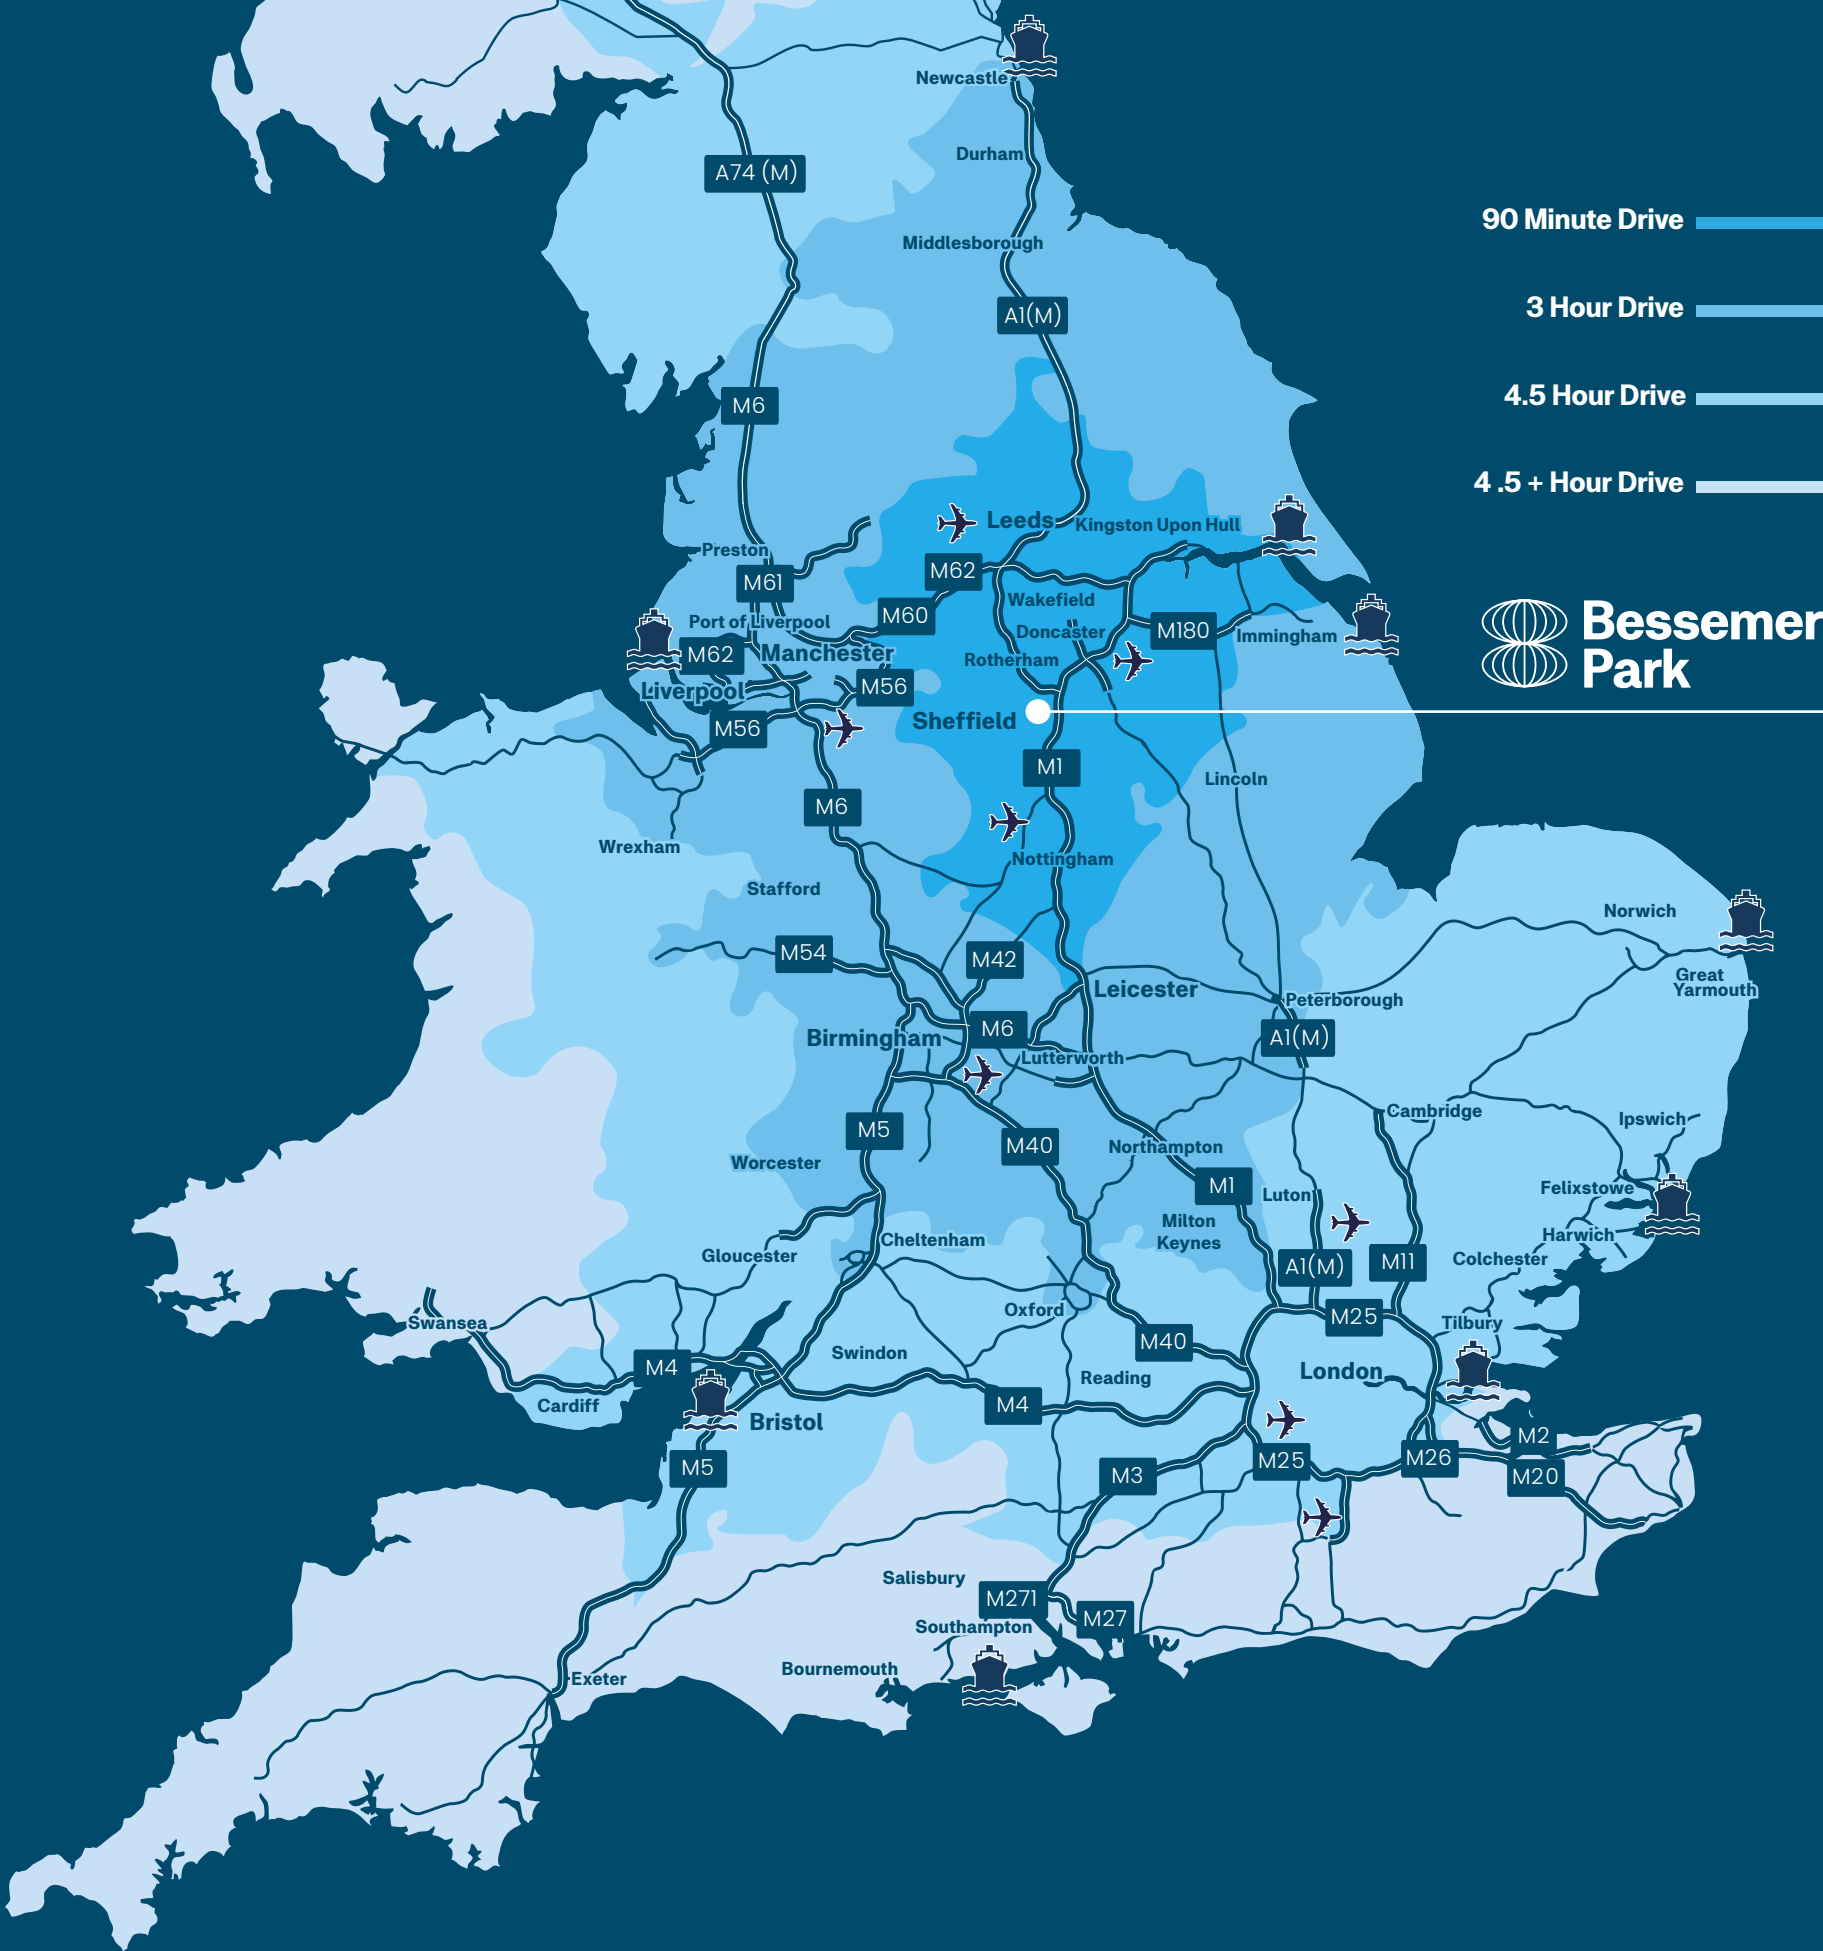 Newcastle
Durham
A74 (M)
90 Minute Drive
Middlesborough
3 Hour Drive
A1(M)
4.5 Hour Drive
M6
4 .5 + Hour Drive
Leeds
Kingston Upon Hull
Preston
M62
M61
Wakefield
M60
Port of Liverpool
Doncaster
M180
Immingham
Bessemer
Park
M62
Manchester
Rotherham
Liverpool
M56
Sheffield
M56
M1
Lincoln
M6
Wrexham
Nottingham
Stafford
Norwich
M54
M42
Great
Yarmouth
Leicester
Peterborough
M6
Birmingham
A1(M)
Lutterworth
Cambridge
Ipswich
M5
M40
Northampton
Worcester
M1
Luton
Felixstowe
Milton
Keynes
Harwich
Cheltenham
Gloucester
A1(M)
M11
Colchester
Oxford
M25
Swansea
Tilbury
M40
Swindon
M4
London
Reading
Cardiff
M4
Bristol
M2
M5
M3
M25
M26
M20
Salisbury
M271
M27
Southampton
Bournemouth
Exeter